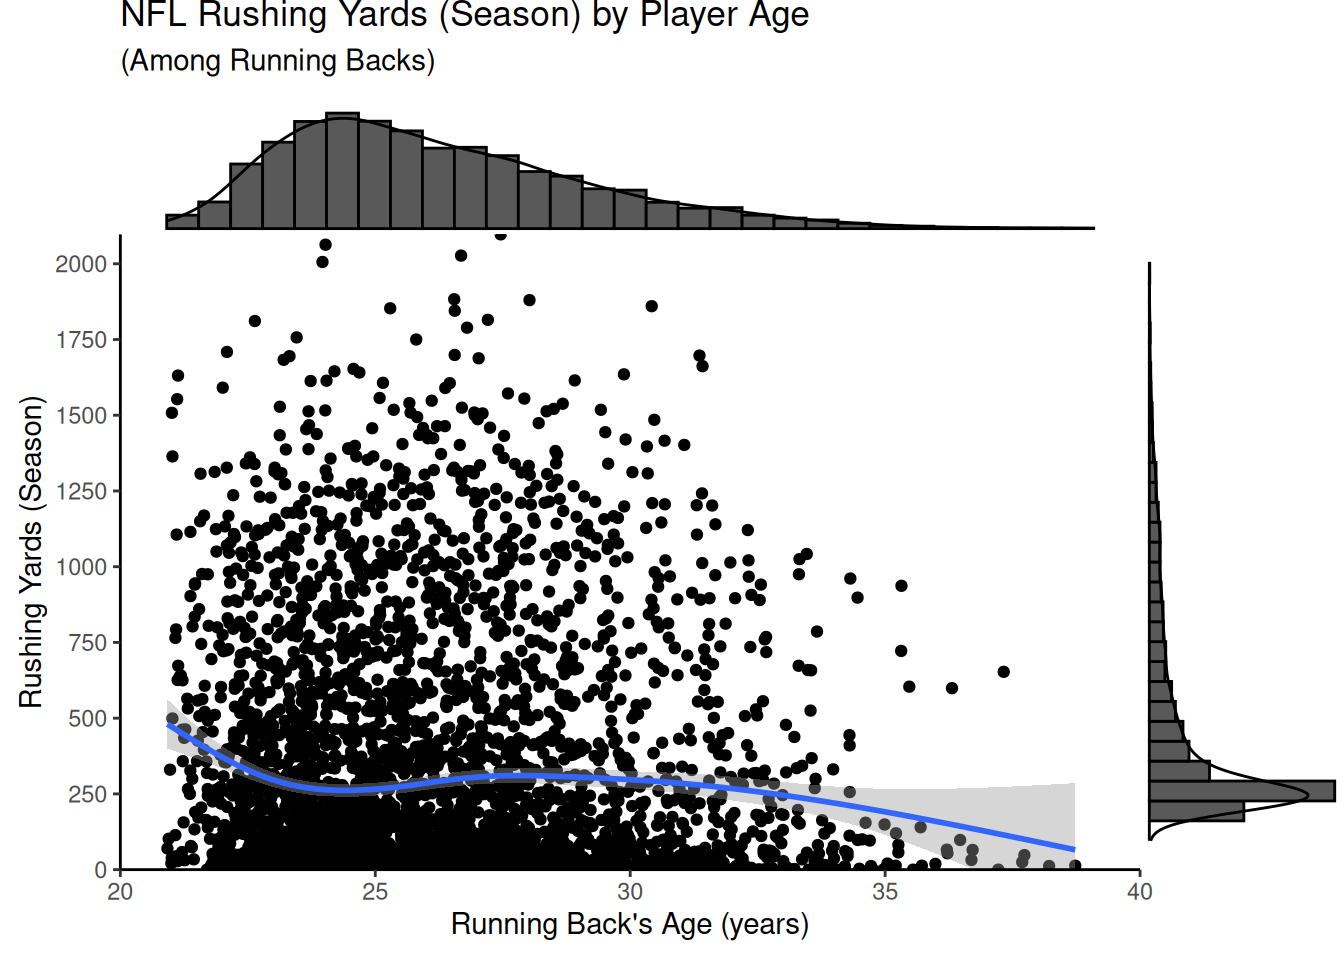 NFL Rushing Yards (Season) by Player Age
(Among Running Backs)
2000
1750
1500
1250
1000
750
500
250
0
Rushing Yards (Season)
20 25 30 35 40
Running Back's Age (years)